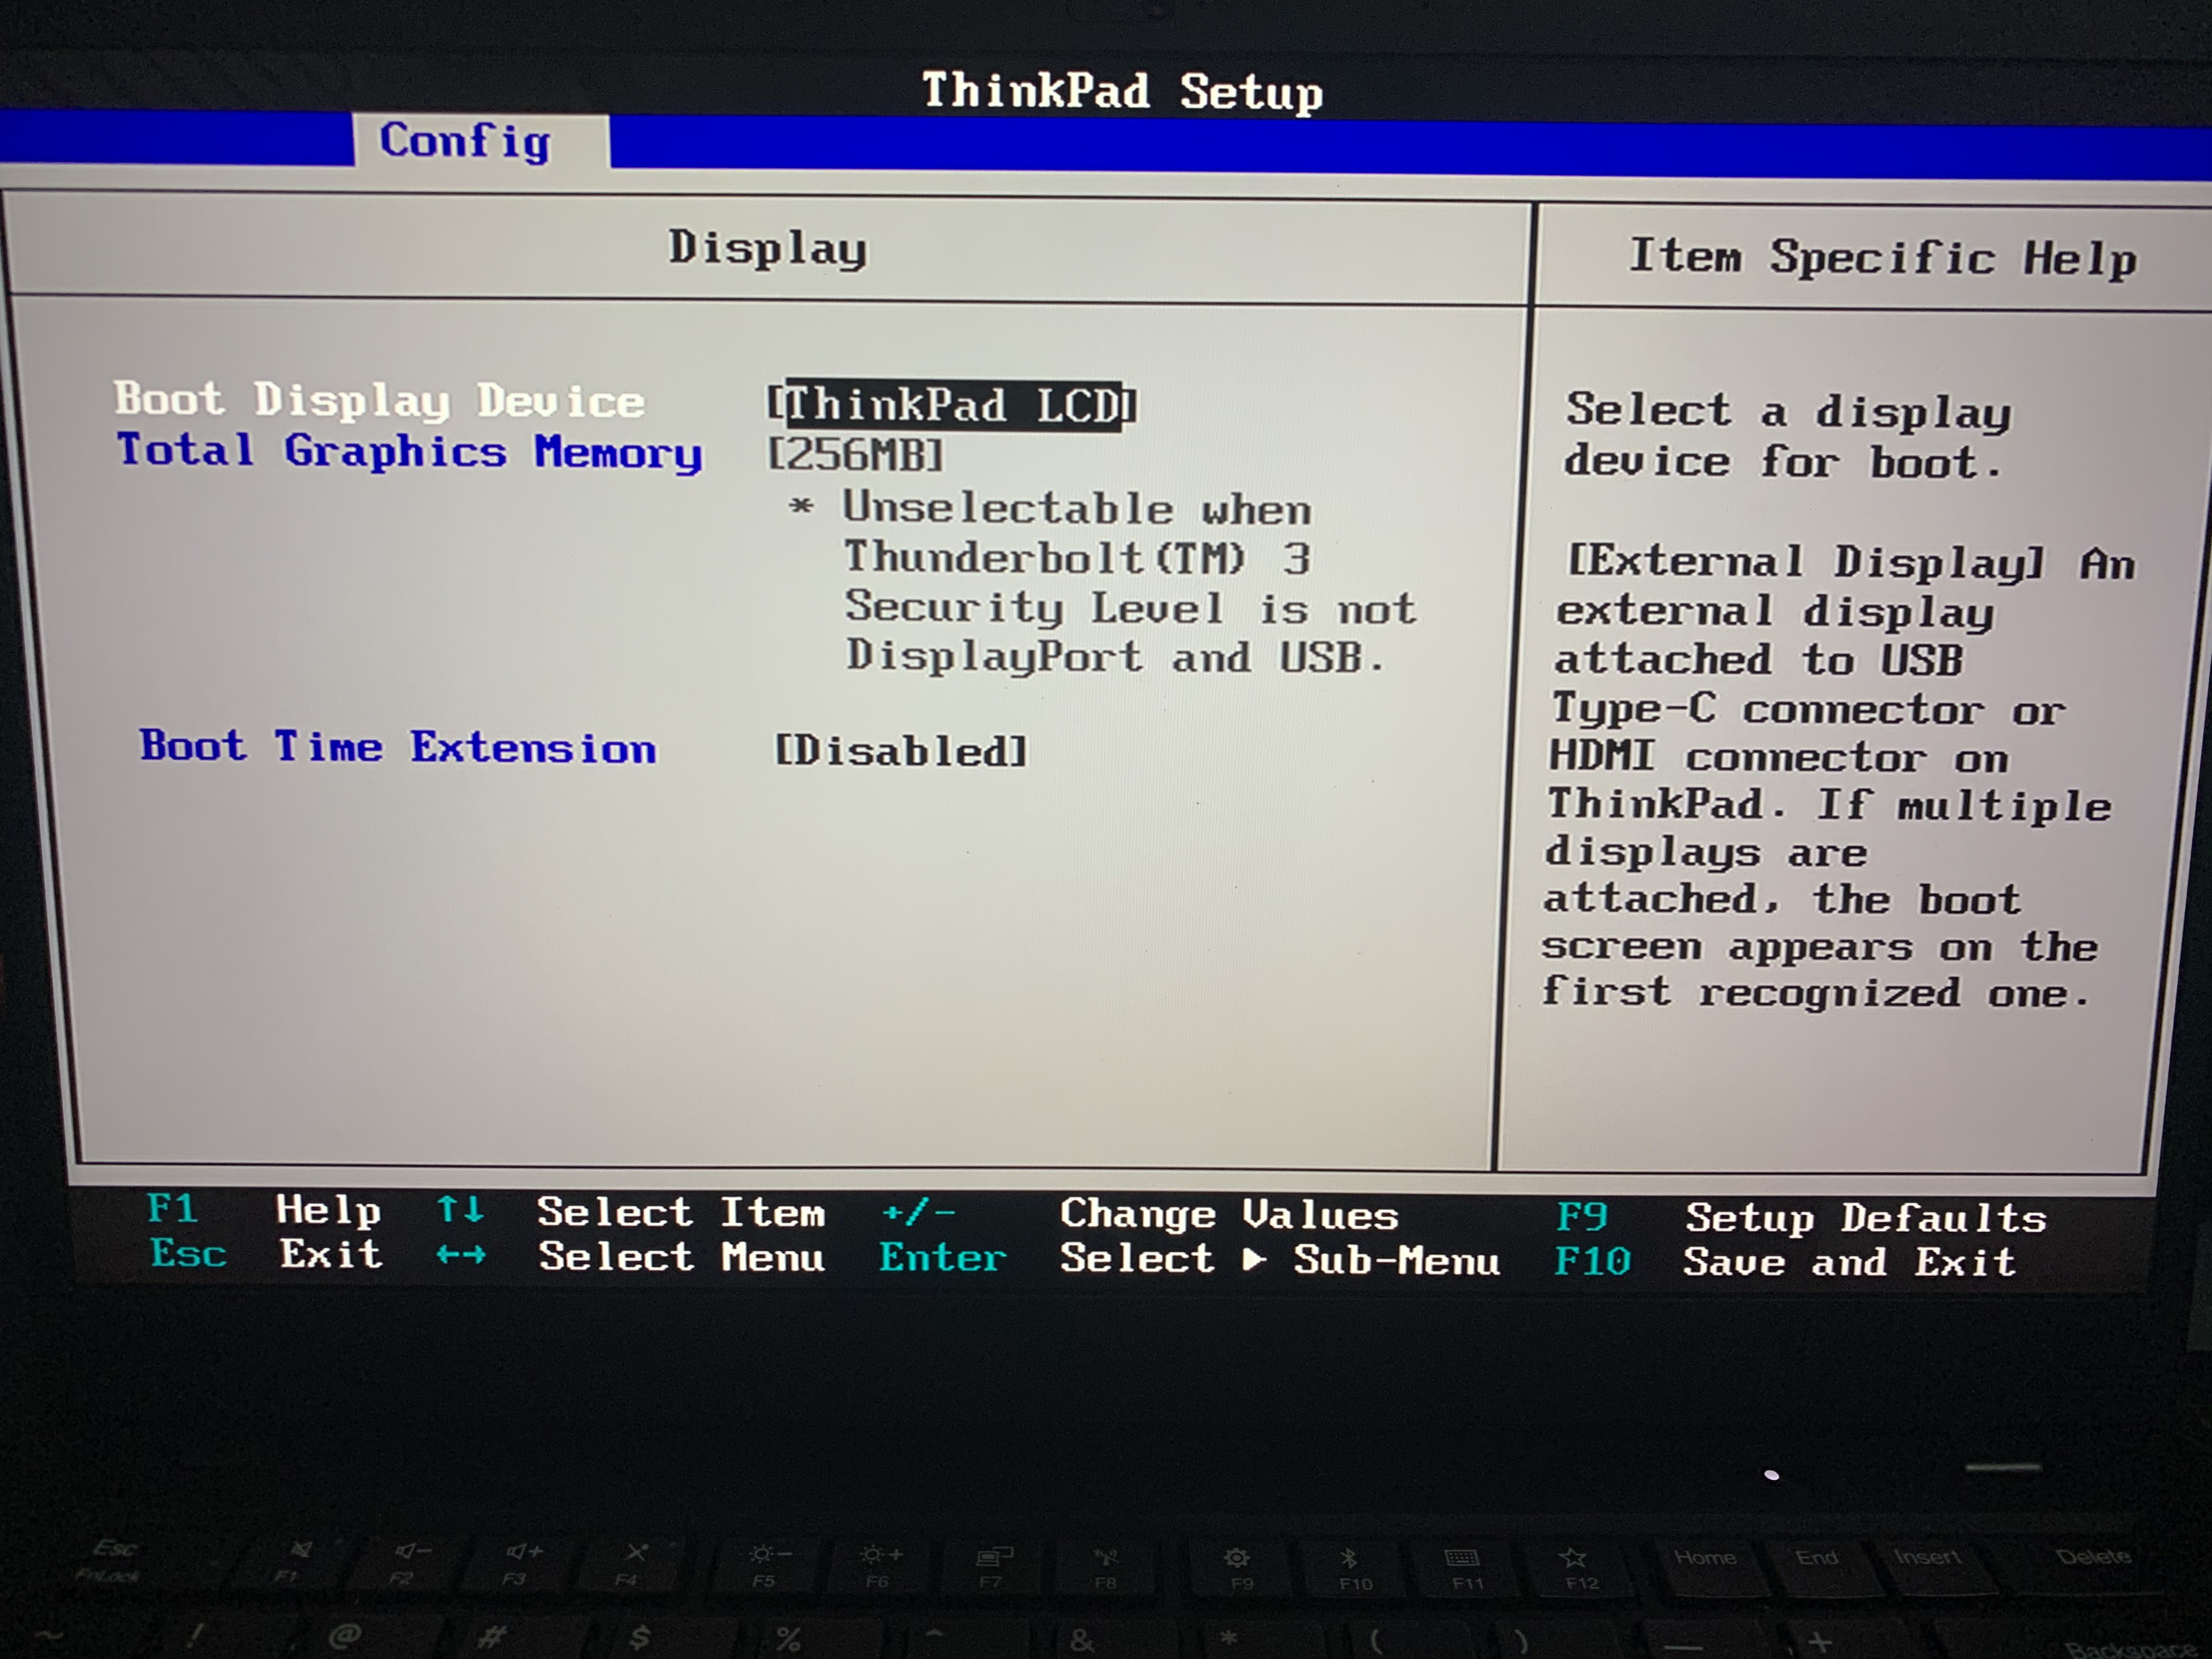 ThinkPad Setup
Config
Display
Item Specific Help
Boot Display Device [ThinkPad LCD]
Total Graphics Memory [256MB]
* Unselectable when
Thunderbolt(TM) 3
Security Level is not
DisplayPort and USB.
Boot Time Extension [Disabled]
Select a display
device for boot.
[External Display] An
external display
attached to USB
Type-C connector or
HDMI connector on
ThinkPad. If multiple
displays are
attached, the boot
screen appears on the
first recognized one.
F1 Help ↑↓ Select Item +/- Change Values F9 Setup Defaults
Esc Exit ←→ Select Menu Enter Select ▶ Sub-Menu F10 Save and Exit
Esc Home End Insert Delete
FnLock F1 F2 F3 F4 F5 F6 F7 F8 F9 F10 F11 F12
~ ! @ # $ % ^ & * ( ) — + Backspace